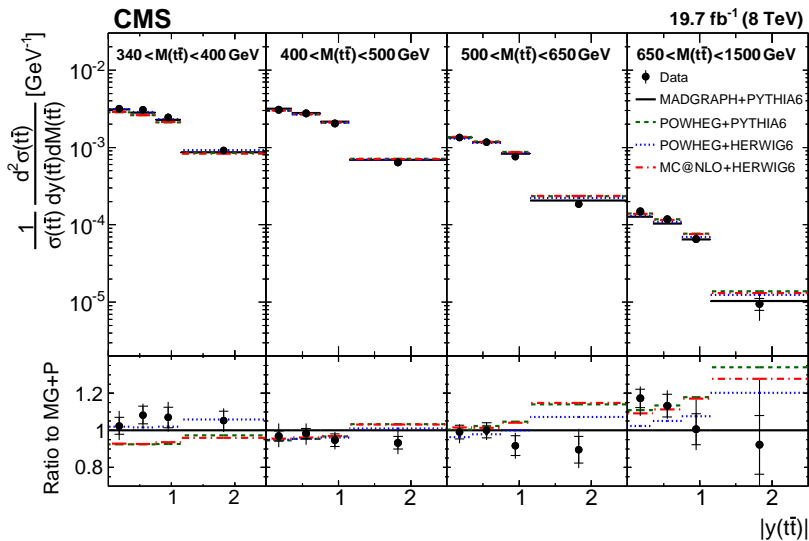 CMS 19.7 fb⁻¹ (8 TeV)
340 < M(tt̄) < 400 GeV 400 < M(tt̄) < 500 GeV 500 < M(tt̄) < 650 GeV 650 < M(tt̄) < 1500 GeV
Data
MADGRAPH+PYTHIA6
POWHEG+PYTHIA6
POWHEG+HERWIG6
MC@NLO+HERWIG6
1/σ(tt̄) d²σ(tt̄)/dy(tt̄)dM(tt̄) [GeV⁻¹]
10⁻²
10⁻³
10⁻⁴
10⁻⁵
Ratio to MG+P
1.2
1
0.8
1 2 1 2 1 2 1 2
|y(tt̄)|